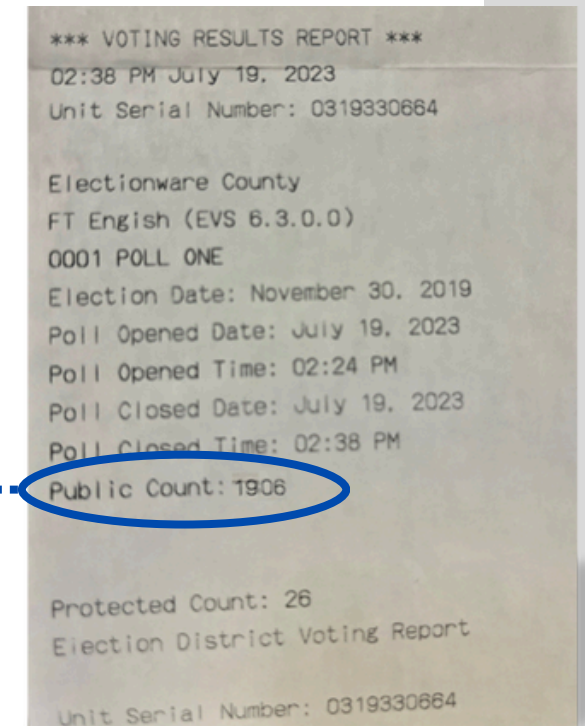 *** VOTING RESULTS REPORT ***
02:38 PM July 19, 2023
Unit Serial Number: 0319330664
Electionware County
FT Engish (EVS 6.3.0.0)
0001 POLL ONE
Election Date: November 30, 2019
Poll Opened Date: July 19, 2023
Poll Opened Time: 02:24 PM
Poll Closed Date: July 19, 2023
Poll Closed Time: 02:38 PM
Public Count: 1906
Protected Count: 26
Election District Voting Report
Unit Serial Number: 0319330664